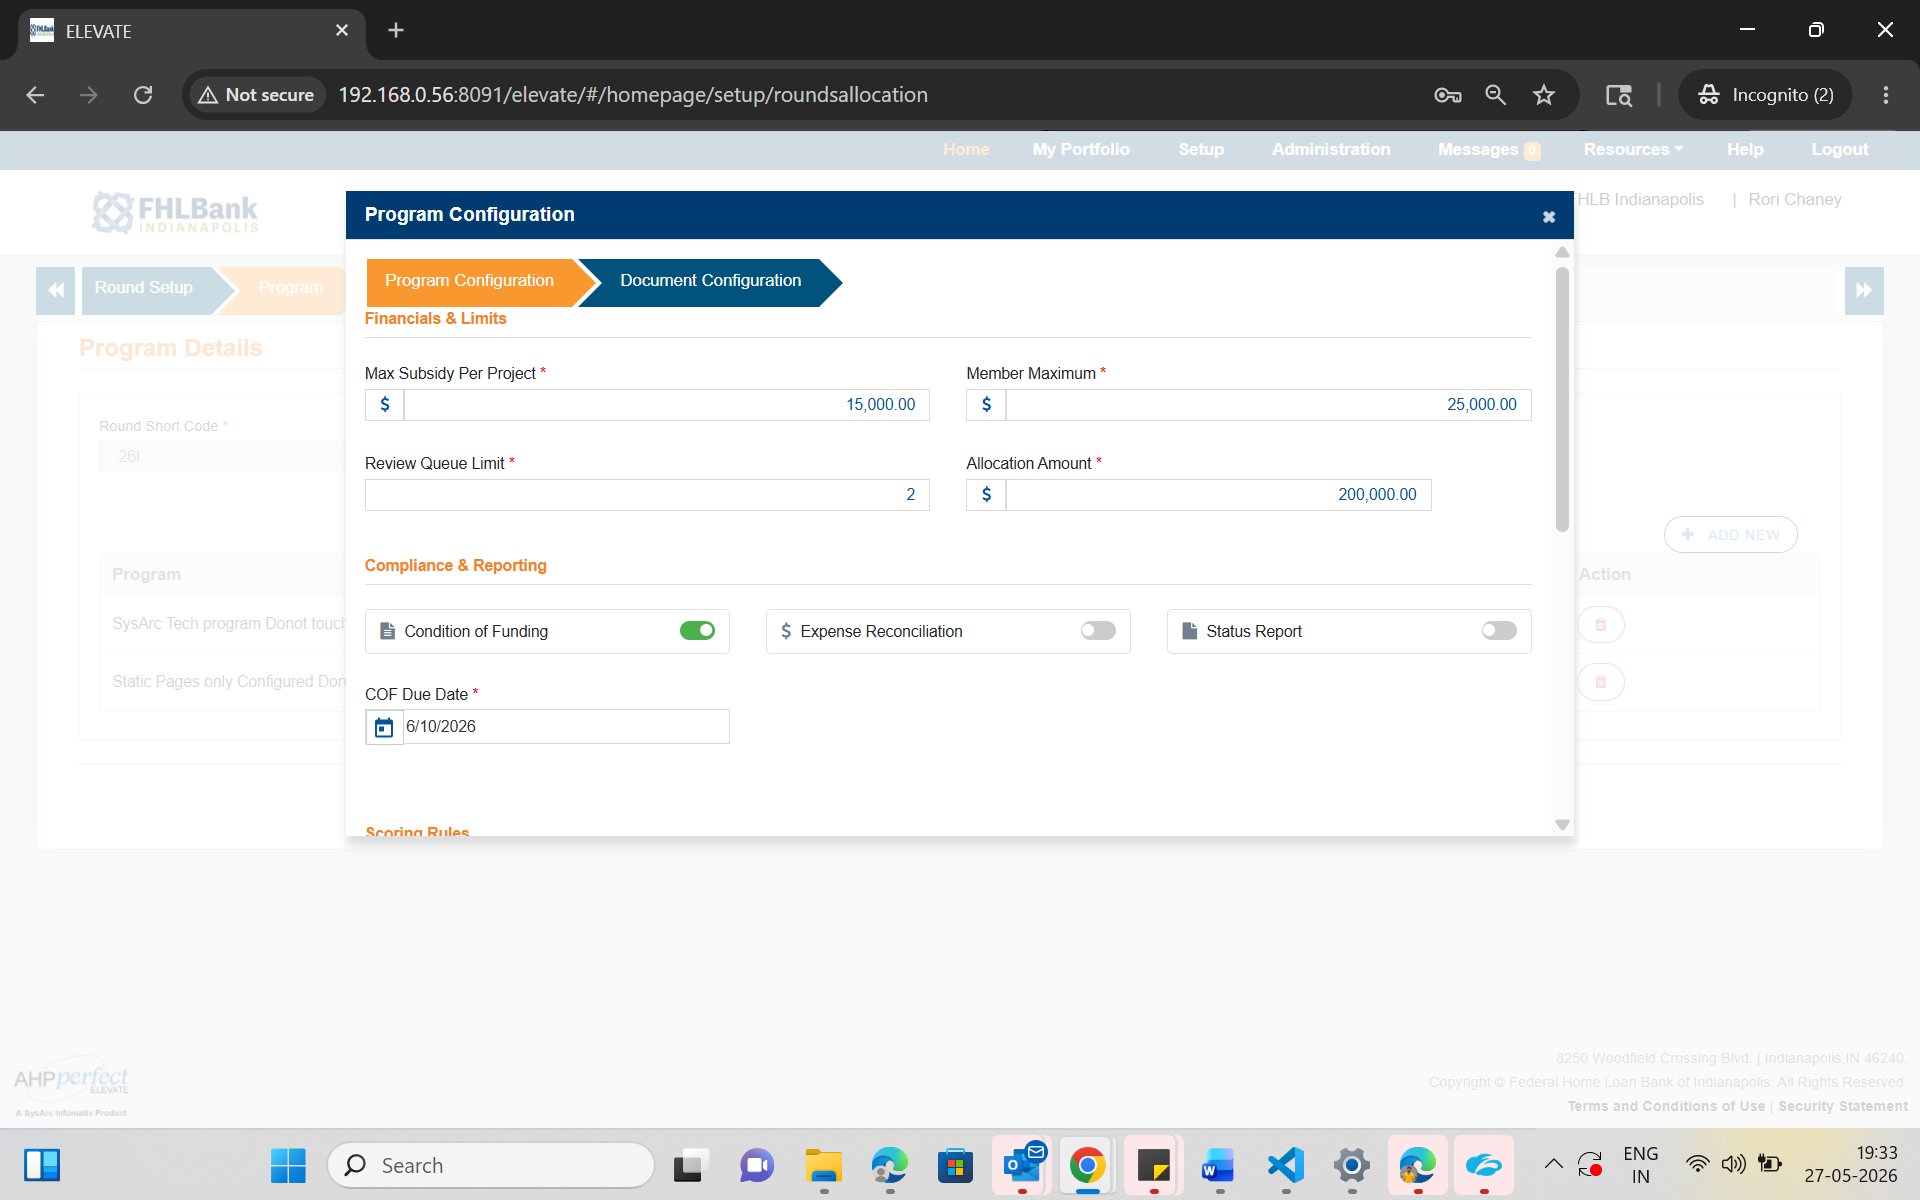 ELEVATE
Not secure
192.168.0.56:8091/elevate/#/homepage/setup/roundsallocation
Incognito (2)
Home My Portfolio Setup Administration Messages 0 Resources Help Logout
FHLBank
INDIANAPOLIS
HLB Indianapolis | Rori Chaney
Program Configuration
Round Setup
Program
Program Configuration
Document Configuration
Financials & Limits
Program Details
Max Subsidy Per Project *
Member Maximum *
$ 15,000.00
$ 25,000.00
Round Short Code *
26I
Review Queue Limit *
Allocation Amount *
2
$ 200,000.00
ADD NEW
Compliance & Reporting
Program
Action
Condition of Funding
$ Expense Reconciliation
Status Report
SysArc Tech program Donot touch
Static Pages only Configured Don
COF Due Date *
6/10/2026
Scoring Rules
8250 Woodfield Crossing Blvd. | Indianapolis,IN 46240,
Copyright © Federal Home Loan Bank of Indianapolis. All Rights Reserved.
Terms and Conditions of Use | Security Statement
AHPperfect
ELEVATE
A SysArc Infomatix Product
Search
ENG
IN
19:33
27-05-2026